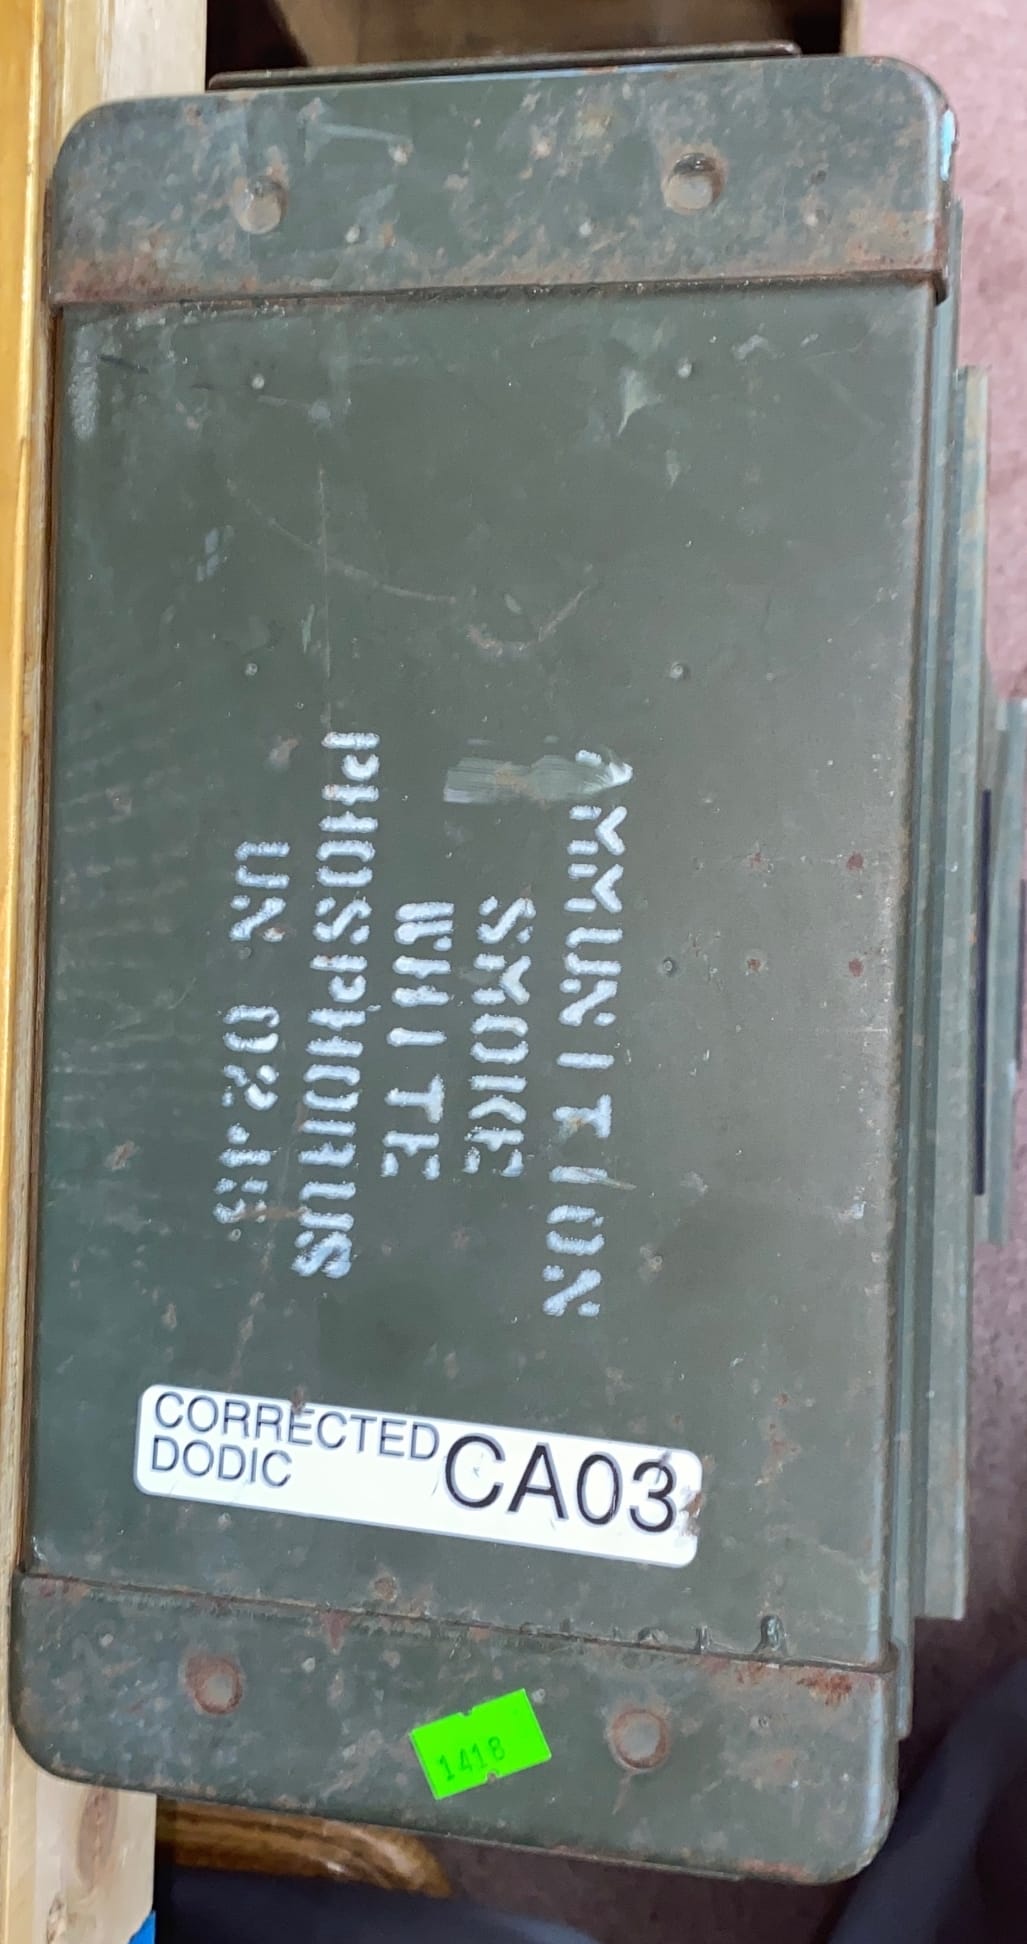 AMMUNITION
SMOKE
WHITE
PHOSPHORUS
UN 0245
CORRECTED
DODIC
CA03
1418